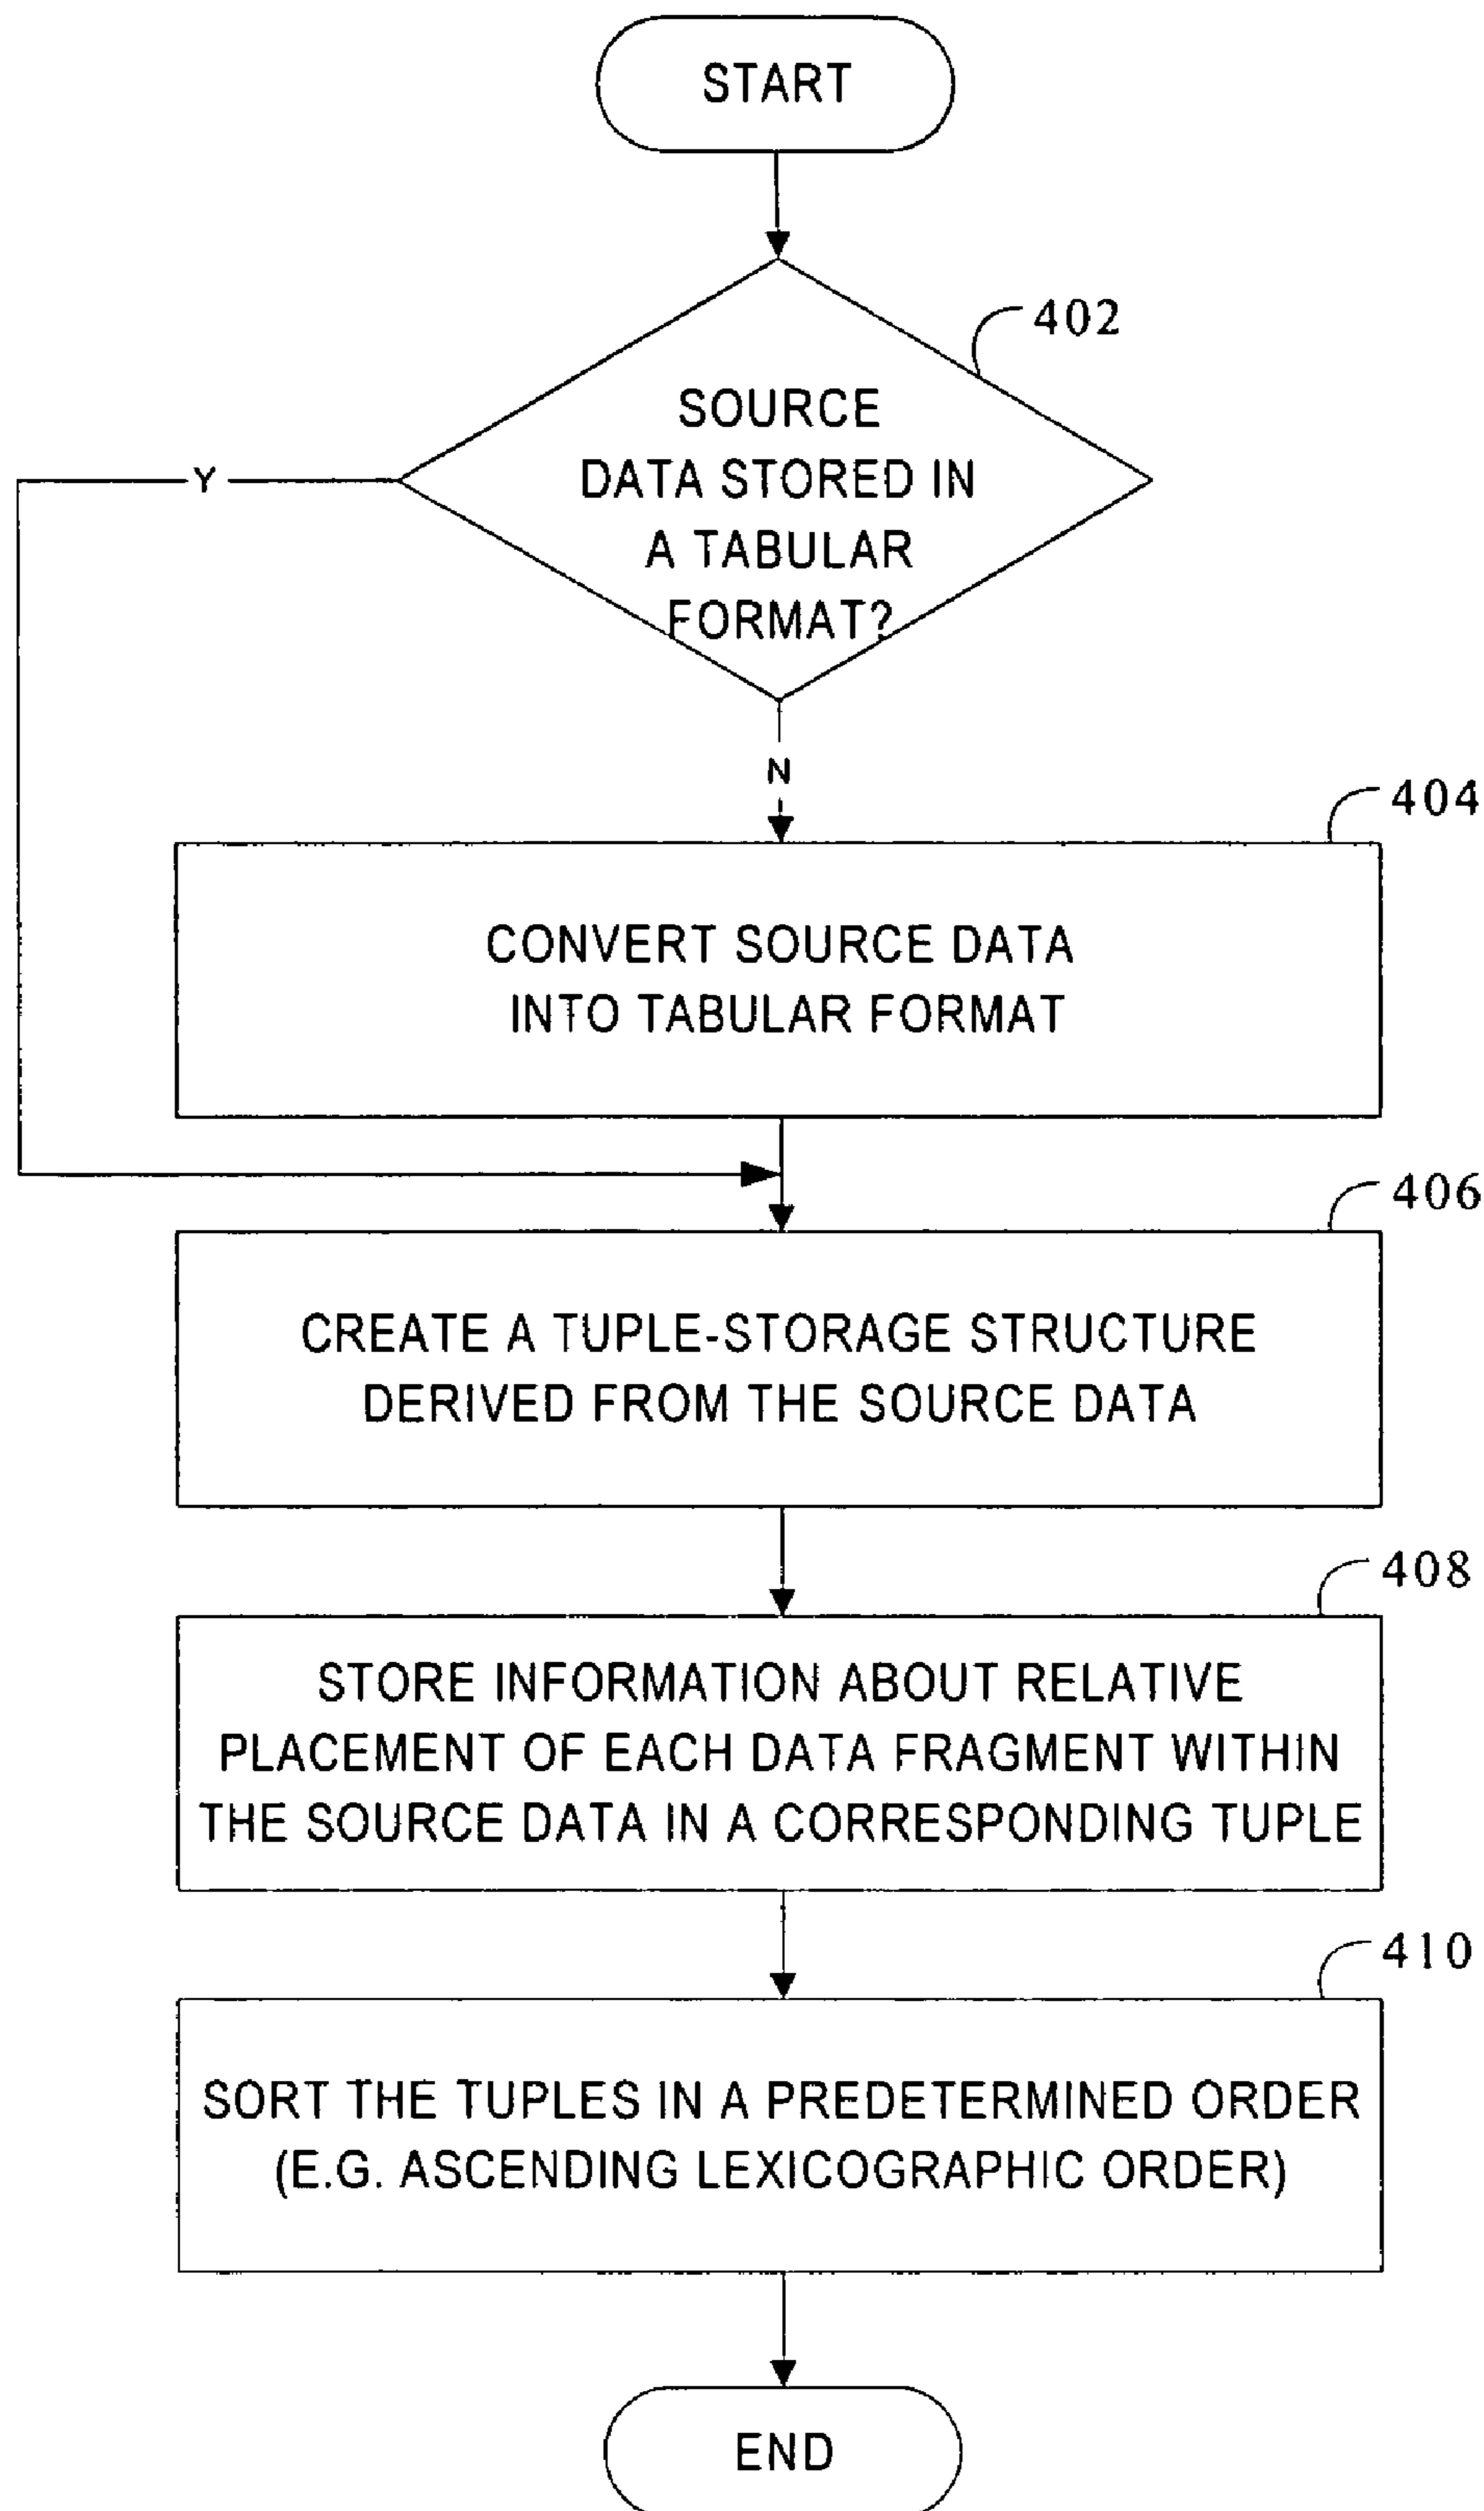 START
402
SOURCE
DATA STORED IN
A TABULAR
FORMAT?
Y
N
404
CONVERT SOURCE DATA
INTO TABULAR FORMAT
406
CREATE A TUPLE-STORAGE STRUCTURE
DERIVED FROM THE SOURCE DATA
408
STORE INFORMATION ABOUT RELATIVE
PLACEMENT OF EACH DATA FRAGMENT WITHIN
THE SOURCE DATA IN A CORRESPONDING TUPLE
410
SORT THE TUPLES IN A PREDETERMINED ORDER
(E.G. ASCENDING LEXICOGRAPHIC ORDER)
END